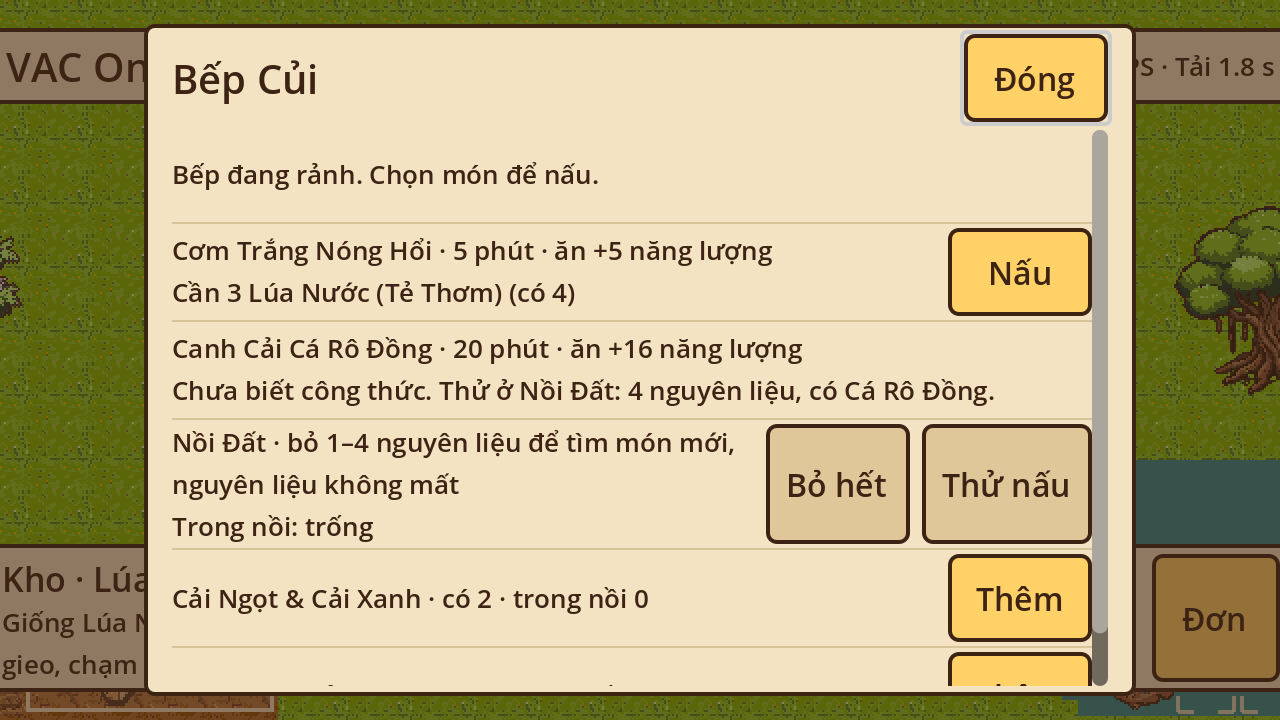 VAC On
Bếp Củi
Đóng
PS · Tải 1.8 s
Bếp đang rảnh. Chọn món để nấu.
Cơm Trắng Nóng Hổi · 5 phút · ăn +5 năng lượng
Cần 3 Lúa Nước (Tẻ Thơm) (có 4)
Nấu
Canh Cải Cá Rô Đồng · 20 phút · ăn +16 năng lượng
Chưa biết công thức. Thử ở Nồi Đất: 4 nguyên liệu, có Cá Rô Đồng.
Nồi Đất · bỏ 1–4 nguyên liệu để tìm món mới,
nguyên liệu không mất
Trong nồi: trống
Bỏ hết
Thử nấu
Cải Ngọt & Cải Xanh · có 2 · trong nồi 0
Thêm
Kho · Lúa
Giống Lúa N
gieo, chạm
Đơn